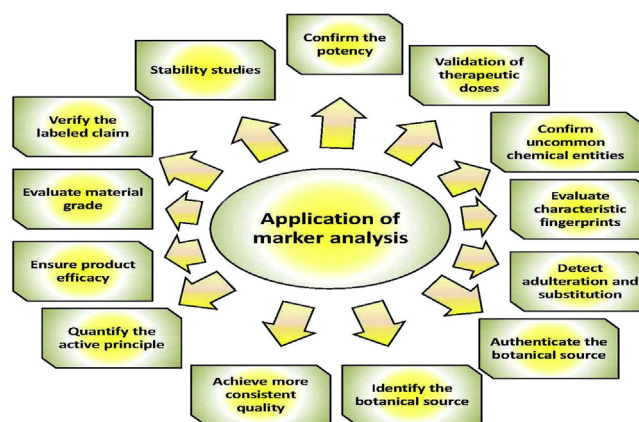 Confirm the
potency
Stability studies
Validation of
therapeutic
doses
Verify the
labeled claim
Confirm
uncommon
chemical entities
Evaluate material
grade
Evaluate
characteristic
fingerprints
Application of
marker analysis
Ensure product
efficacy
Detect
adulteration and
substitution
Quantify the
active principle
Authenticate the
botanical source
Achieve more
consistent
quality
Identify the
botanical source